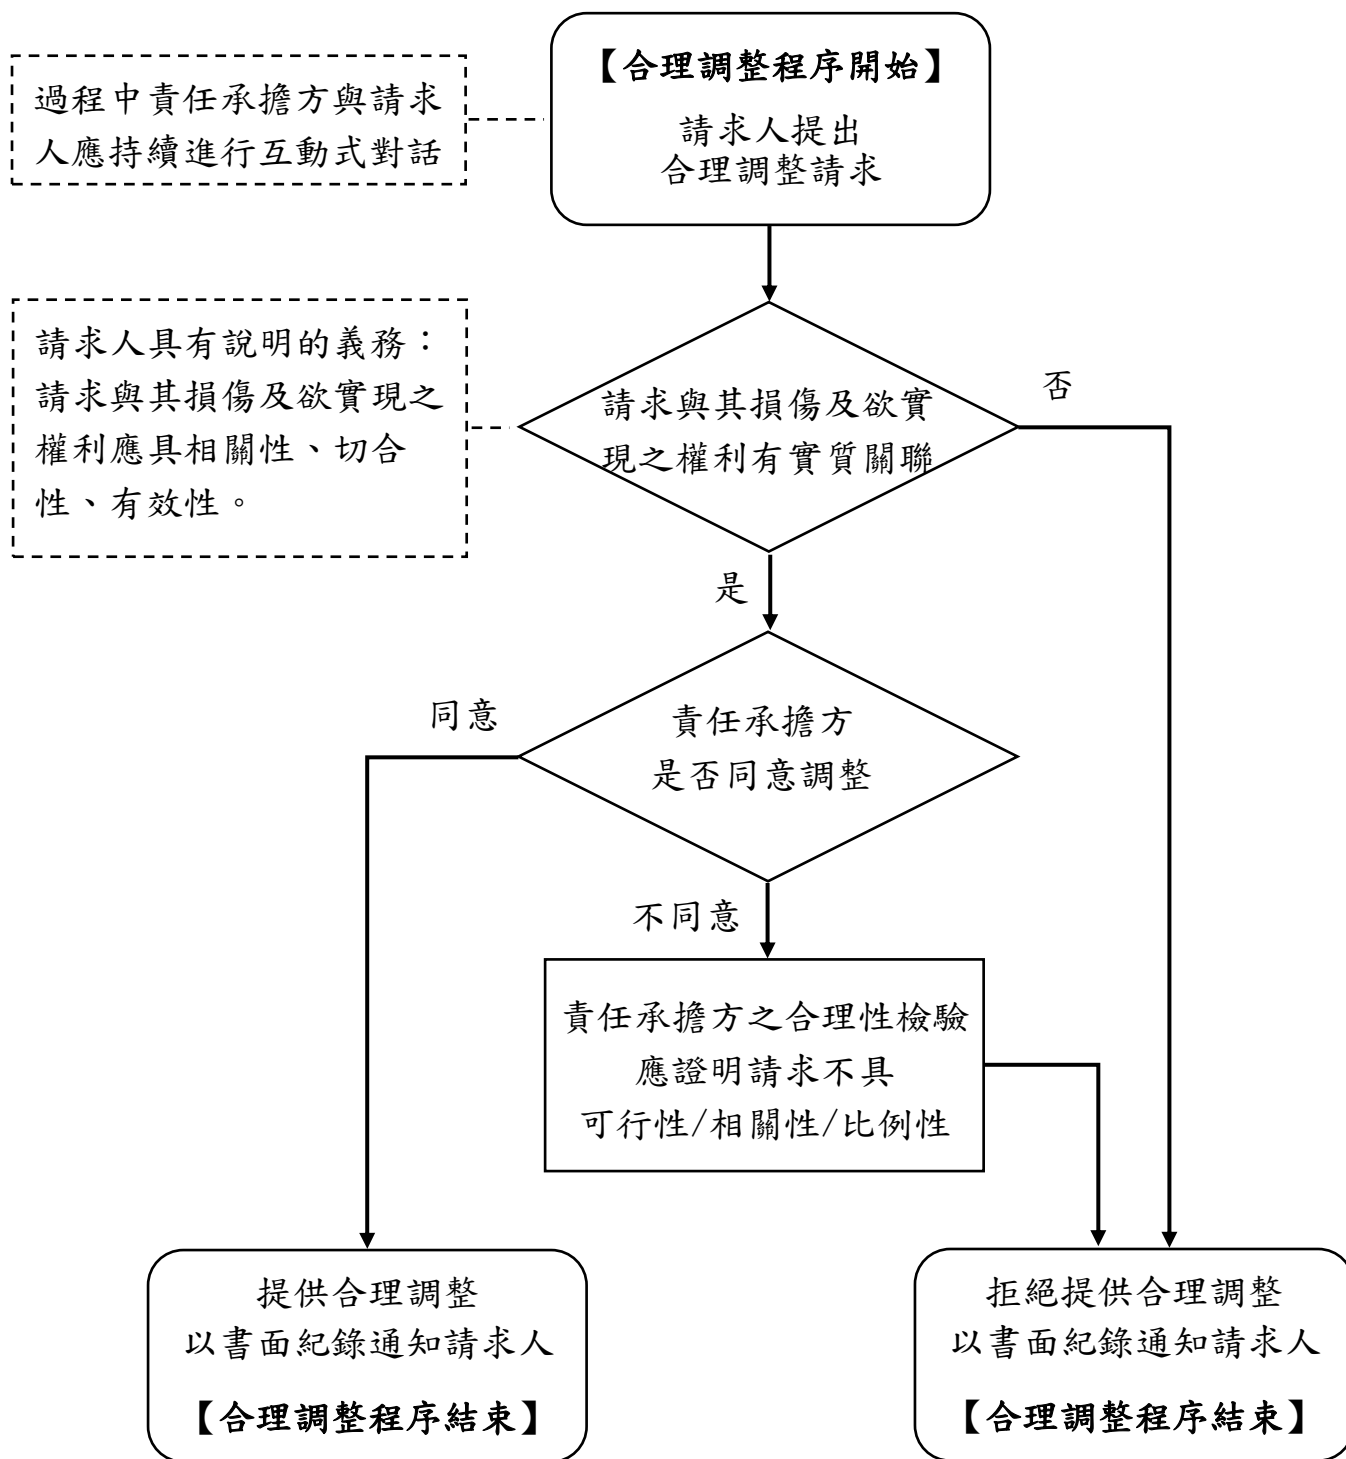 【合理調整程序開始】
請求人提出
合理調整請求
過程中責任承擔方與請求
人應持續進行互動式對話
請求人具有說明的義務：
請求與其損傷及欲實現之
權利應具相關性、切合
性、有效性。
請求與其損傷及欲實
現之權利有實質關聯
否
是
責任承擔方
是否同意調整
同意
不同意
責任承擔方之合理性檢驗
應證明請求不具
可行性/相關性/比例性
提供合理調整
以書面紀錄通知請求人
【合理調整程序結束】
拒絕提供合理調整
以書面紀錄通知請求人
【合理調整程序結束】